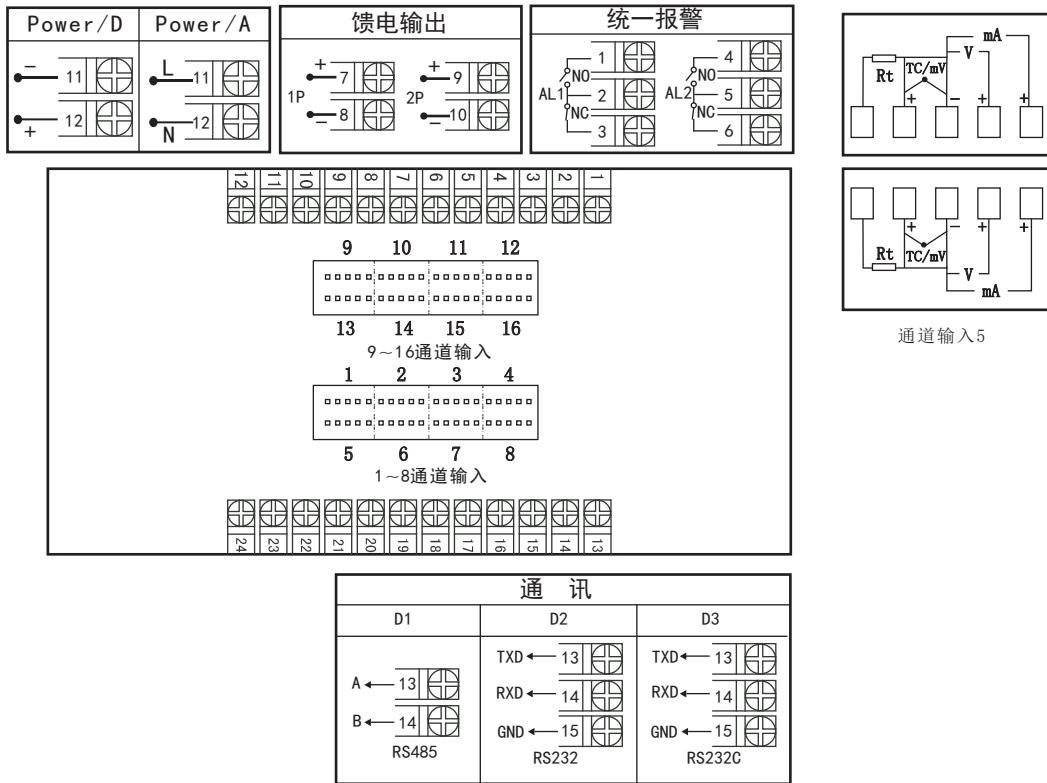 Power/D Power/A
- 11 L 11
+ 12 N 12
馈电输出
+ 7 + 9
1P 2P
- 8 - 10
统一报警
1 4
NO NO
AL1 2 AL2 5
NC NC
3 6
mA
V
Rt TC/mV
+ - + +
+ - +
Rt TC/mV
V
mA
通道输入5
12 11 10 9 8 7 6 5 4 3 2 1
9 10 11 12
13 14 15 16
9~16通道输入
1 2 3 4
5 6 7 8
1~8通道输入
24 23 22 21 20 19 18 17 16 15 14 13
通 讯
D1 D2 D3
TXD 13 TXD 13
A 13 RXD 14 RXD 14
B 14 GND 15 GND 15
RS485 RS232 RS232C